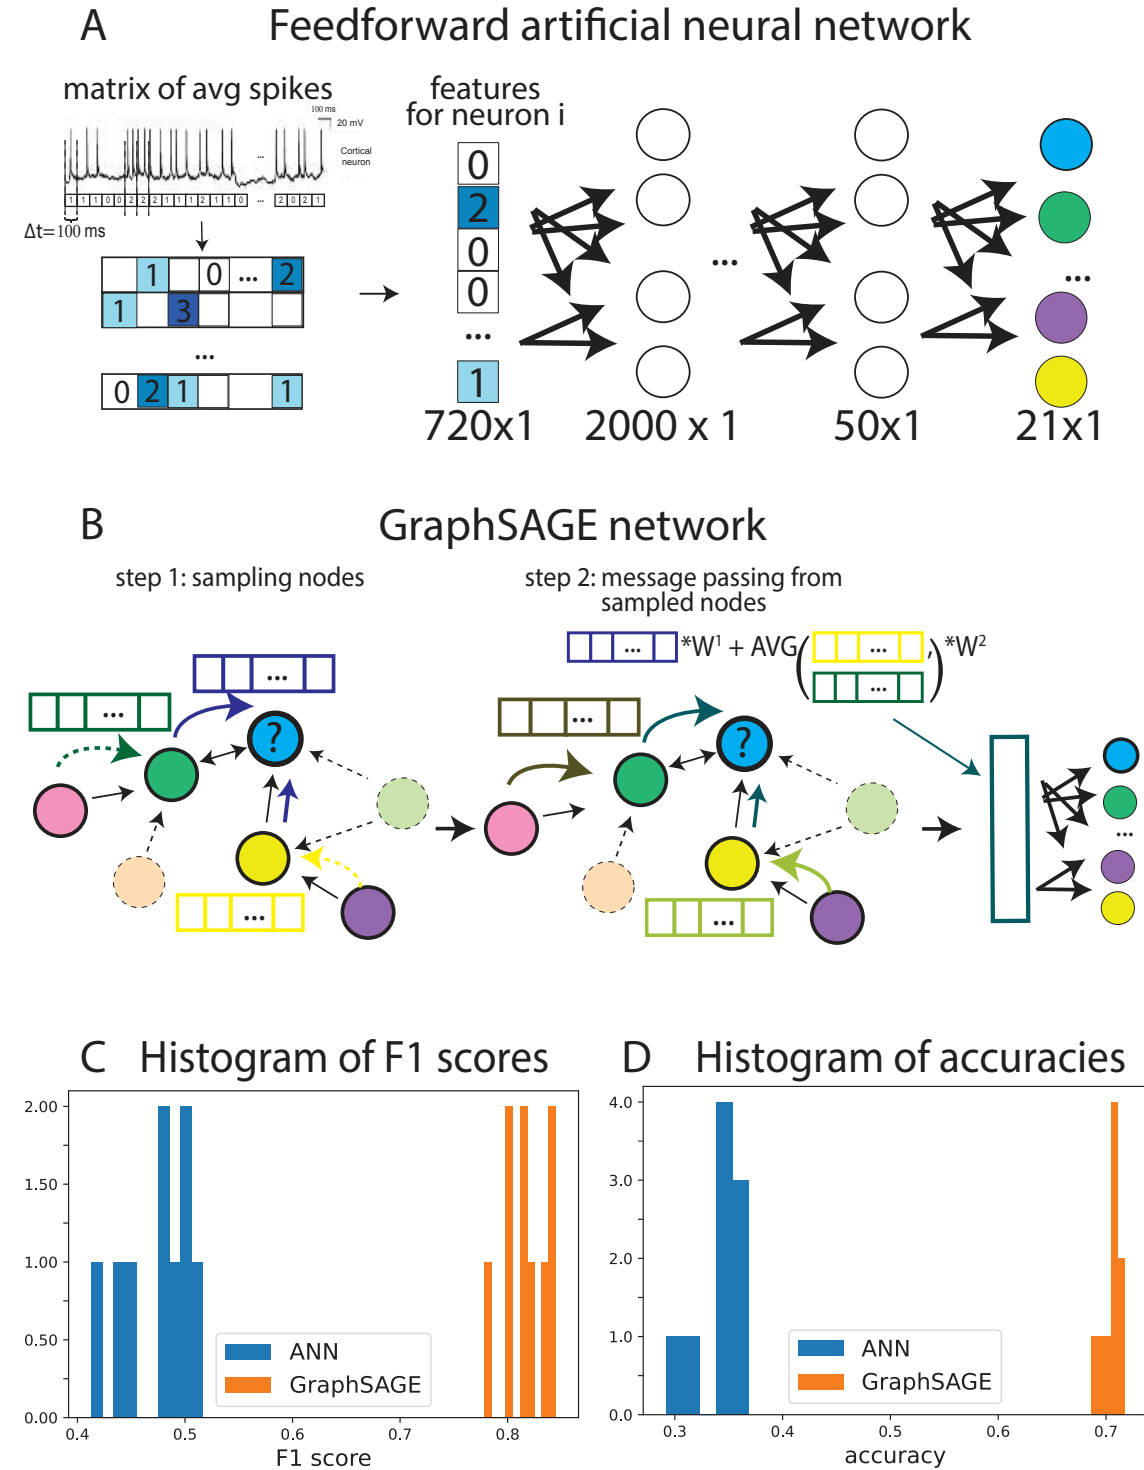 A Feedforward artificial neural network
matrix of avg spikes
100 ms
20 mV
Cortical
neuron
...
1 1 1 0 0 2 2 2 1 1 1 2 1 1 0 ... 2 0 2 1
Δt=100 ms
1 0 ... 2
1 3
...
0 2 1 1
features
for neuron i
0
2
0
0
...
1
720x1
...
2000 x 1
50x1
...
21x1
B GraphSAGE network
step 1: sampling nodes
...
...
?
...
step 2: message passing from
sampled nodes
... *W¹ + AVG( ... , ... ) *W²
...
?
...
...
C Histogram of F1 scores
2.00
1.50
1.00
0.50
0.00
0.4 0.5 0.6 0.7 0.8
F1 score
ANN
GraphSAGE
D Histogram of accuracies
4.0
3.0
2.0
1.0
0.0
0.3 0.4 0.5 0.6 0.7
accuracy
ANN
GraphSAGE